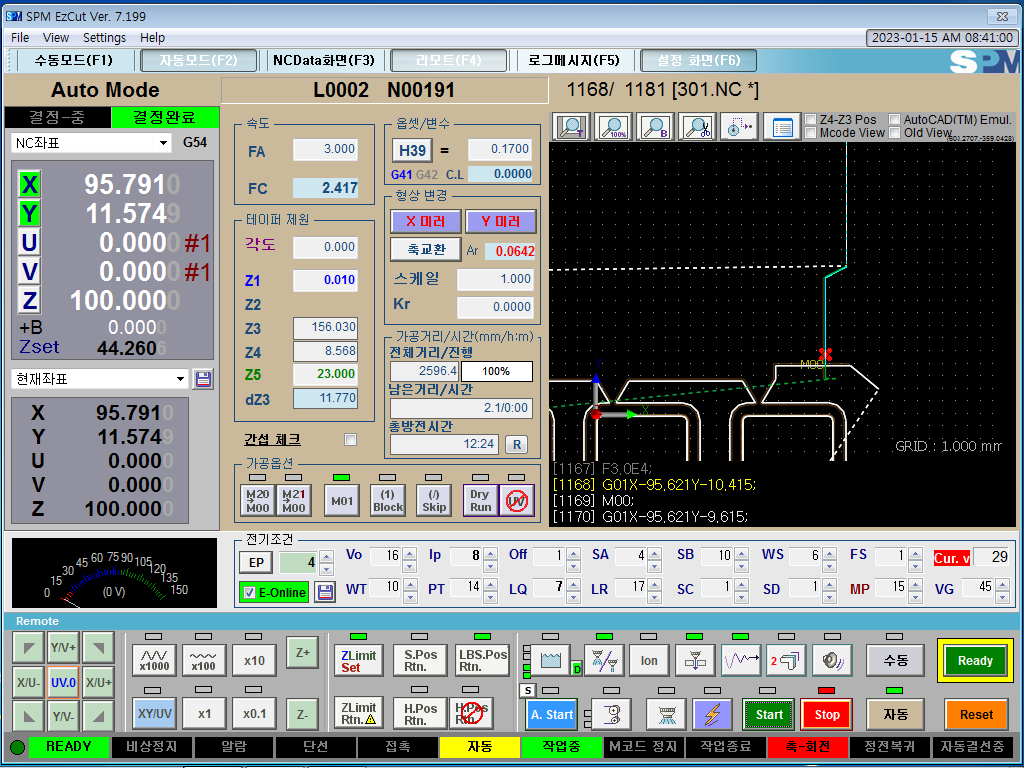 SPM EzCut Ver. 7.199
File View Settings Help
2023-01-15 AM 08:41:00
수동모드(F1) 자동모드(F2) NCData화면(F3) 리모트(F4) 로그메시지(F5) 설정 화면(F6)
SPM
Auto Mode
L0002 N00191
1168/ 1181 [301.NC *]
결정-중 결정완료
NC좌표 G54
X 95.7910
Y 11.5749
U 0.0000 #1
V 0.0000 #1
Z 100.0000
+B 0.0000
Zset 44.2606
현재좌표
X 95.7910
Y 11.5749
U 0.0000
V 0.0000
Z 100.0000
속도
FA 3.000
FC 2.417
테이퍼 제원
각도 0.000
Z1 0.010
Z2
Z3 156.030
Z4 8.568
Z5 23.000
dZ3 11.770
간섭 체크
옵셋/변수
H39 = 0.1700
G41 G42 C.L 0.0000
형상 변경
X 미러 Y 미러
축교환 Ar 0.0642
스케일 1.000
Kr 0.0000
가공거리/시간(mm/h:m)
전체거리/진행
2596.4 100%
남은거리/시간
2.1/0:00
총방전시간
12:24 R
가공옵션
M20 M00
M21 M00
M01
(1) Block
(/) Skip
Dry Run
UV
100%
B
Z4-Z3 Pos AutoCAD(TM) Emul.
Mcode View Old View
(60.2707,-359.0428)
M00
Y
X
GRID : 1.000 mm
[1167] F3.0E4;
[1168] G01X-95.621Y-10.415;
[1169] M00;
[1170] G01X-95.621Y-9.615;
0 15 30 45 60 75 90 105 120 135 150
(0 V)
전기조건
EP 4
E-Online
Vo 16 Ip 8 Off 1 SA 4 SB 10 WS 6 FS 1 Cur. v 29
WT 10 PT 14 LQ 7 LR 17 SC 1 SD 1 MP 15 VG 45
Remote
Y/V+
X/U- UV.0 X/U+
Y/V-
x1000 x100 x10 Z+
XY/UV x1 x0.1 Z-
ZLimit Set
S.Pos Rtn.
LBS.Pos Rtn.
ZLimit Rtn.
H.Pos Rtn.
H.Pos Rtn.
D
Ion
2
수동
Ready
S
A. Start
Start
Stop
자동
Reset
READY 비상정지 알람 단선 접촉 자동 작업중 M코드 정지 작업종료 축-회전 정전복귀 자동결선중